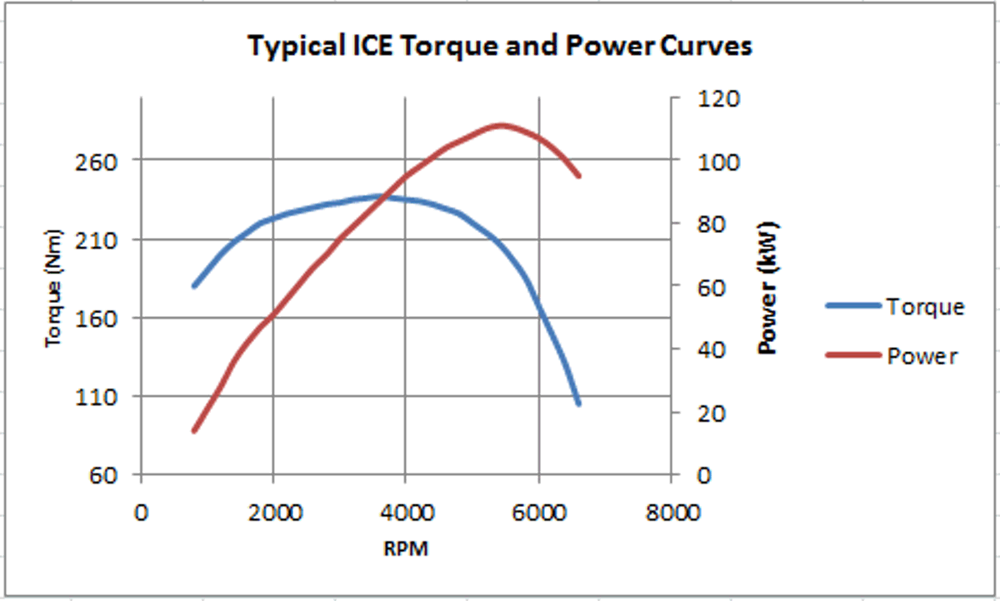 Typical ICE Torque and Power Curves
120
260
100
80
210
60
160
40
110
20
60
0
0
2000
4000
6000
8000
RPM
Torque (Nm)
Power (kW)
Torque
Power